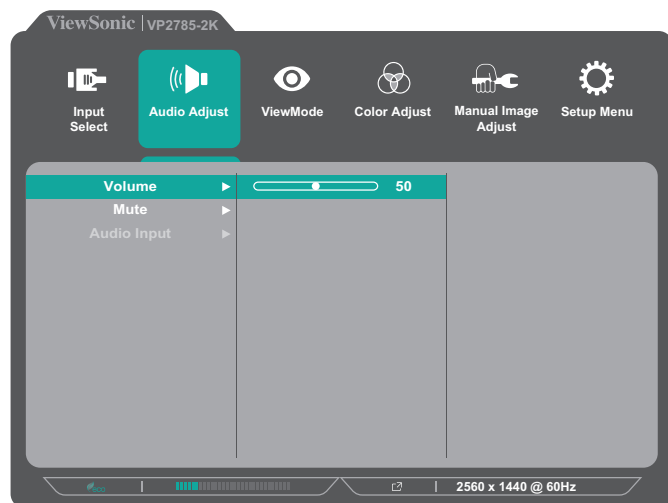 ViewSonic | VP2785-2K
Input
Select
Audio Adjust
ViewMode
Color Adjust
Manual Image
Adjust
Setup Menu
Volume
50
Mute
Audio Input
eco
2560 x 1440 @ 60Hz